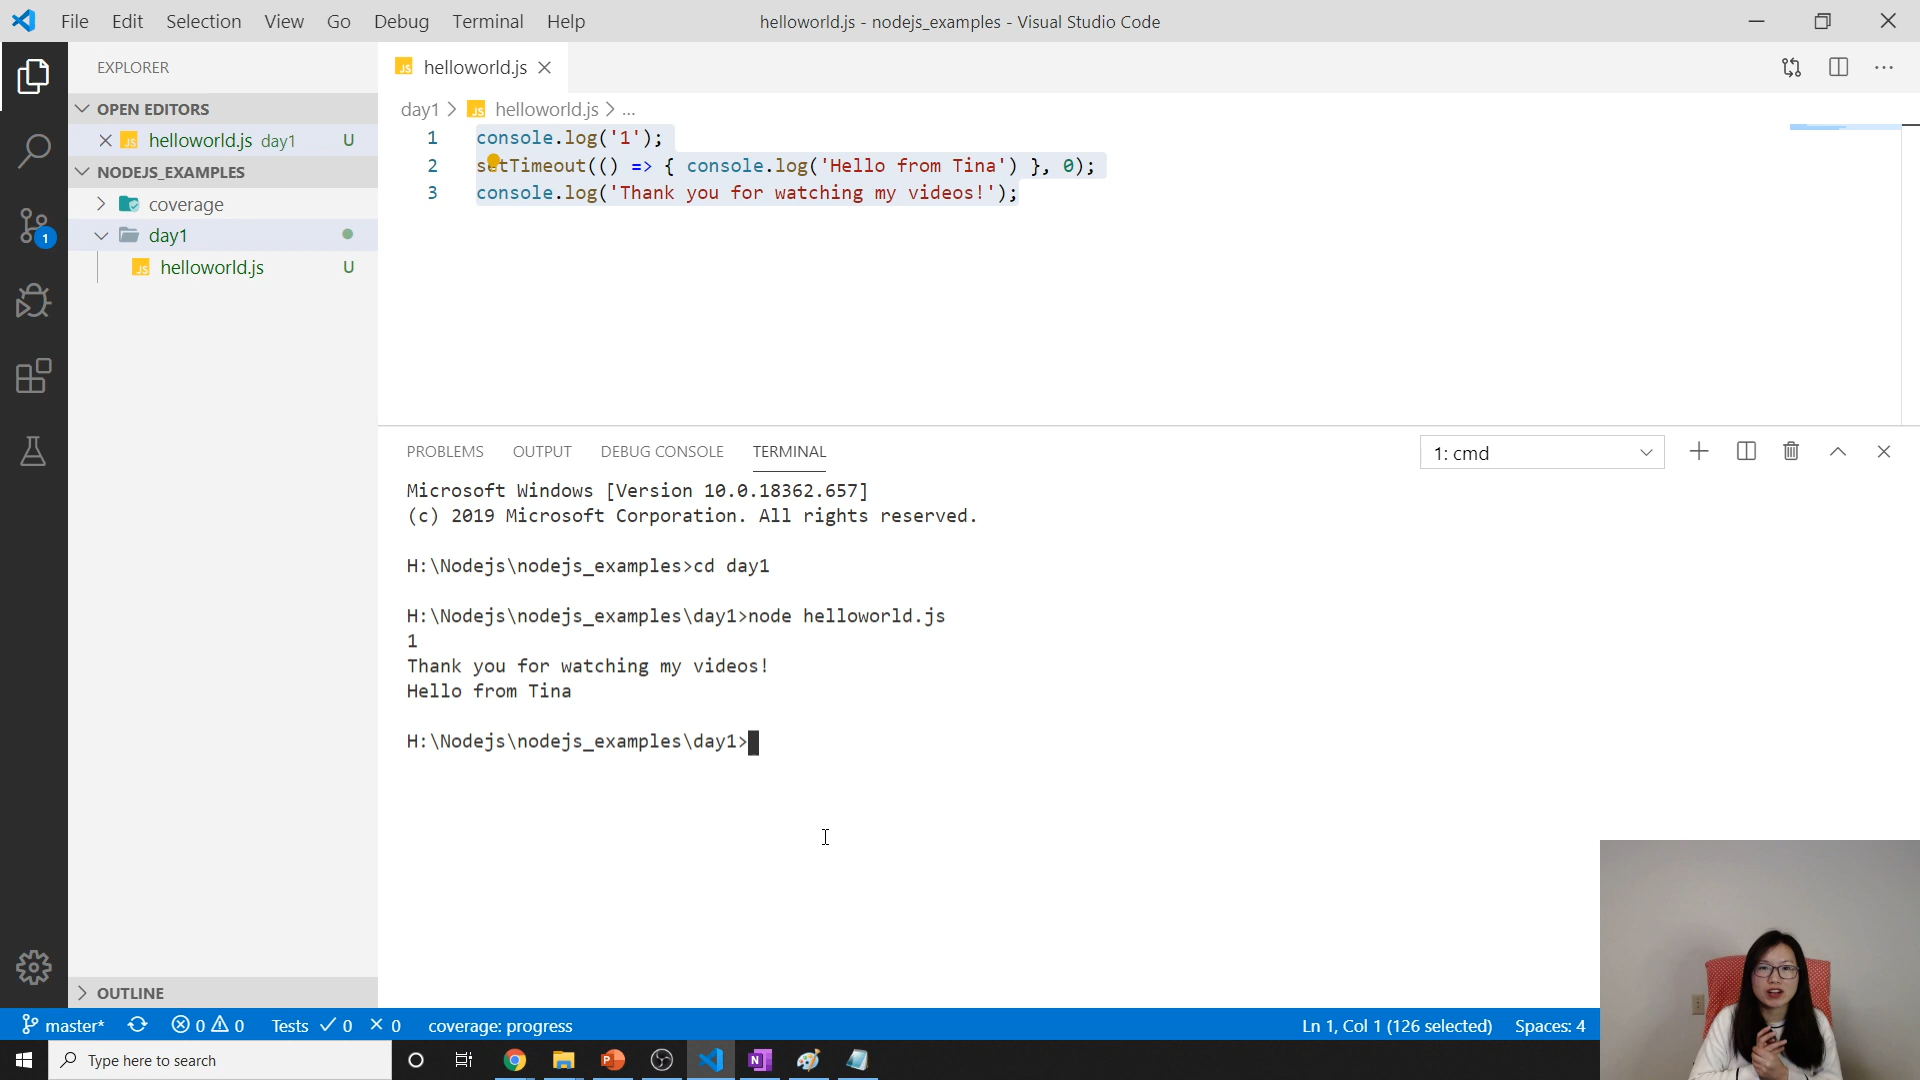 File Edit Selection View Go Debug Terminal Help
helloworld.js - nodejs_examples - Visual Studio Code
EXPLORER
OPEN EDITORS
JS helloworld.js day1 U
NODEJS_EXAMPLES
coverage
day1
JS helloworld.js U
OUTLINE
JS helloworld.js
day1 > JS helloworld.js > ...
1 console.log('1');
2 setTimeout(() => { console.log('Hello from Tina') }, 0);
3 console.log('Thank you for watching my videos!');
PROBLEMS OUTPUT DEBUG CONSOLE TERMINAL
1: cmd
Microsoft Windows [Version 10.0.18362.657]
(c) 2019 Microsoft Corporation. All rights reserved.
H:\Nodejs\nodejs_examples>cd day1
H:\Nodejs\nodejs_examples\day1>node helloworld.js
1
Thank you for watching my videos!
Hello from Tina
H:\Nodejs\nodejs_examples\day1>
1
master* 0 0 Tests 0 0 coverage: progress
Ln 1, Col 1 (126 selected) Spaces: 4
Type here to search